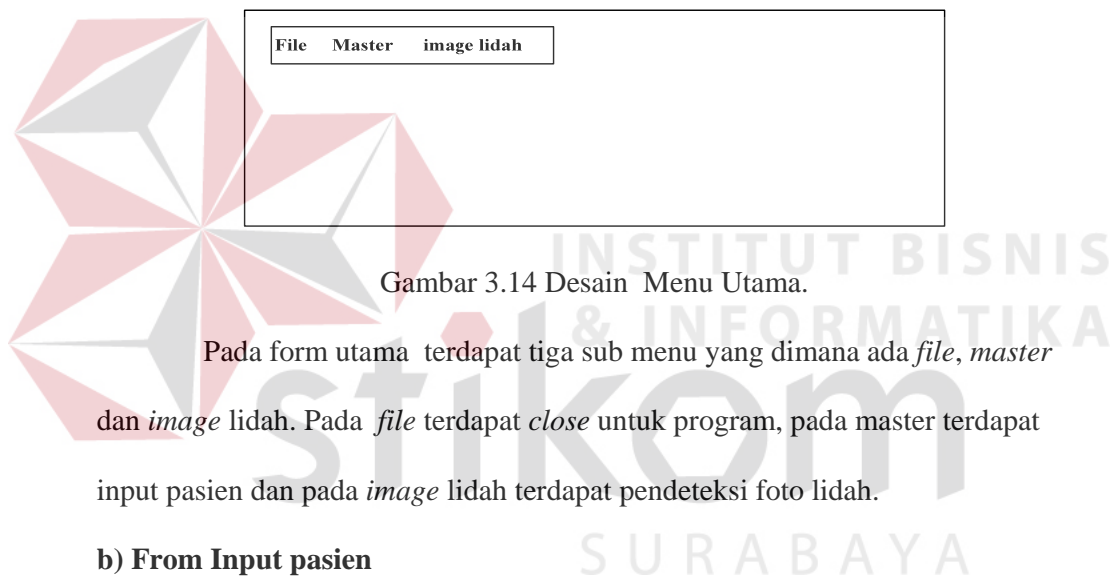 File Master image lidah
Gambar 3.14 Desain Menu Utama.
INSTITUT BISNIS
& INFORMATIKA
stikom
SURABAYA
Pada form utama terdapat tiga sub menu yang dimana ada file, master
dan image lidah. Pada file terdapat close untuk program, pada master terdapat
input pasien dan pada image lidah terdapat pendeteksi foto lidah.
b) From Input pasien